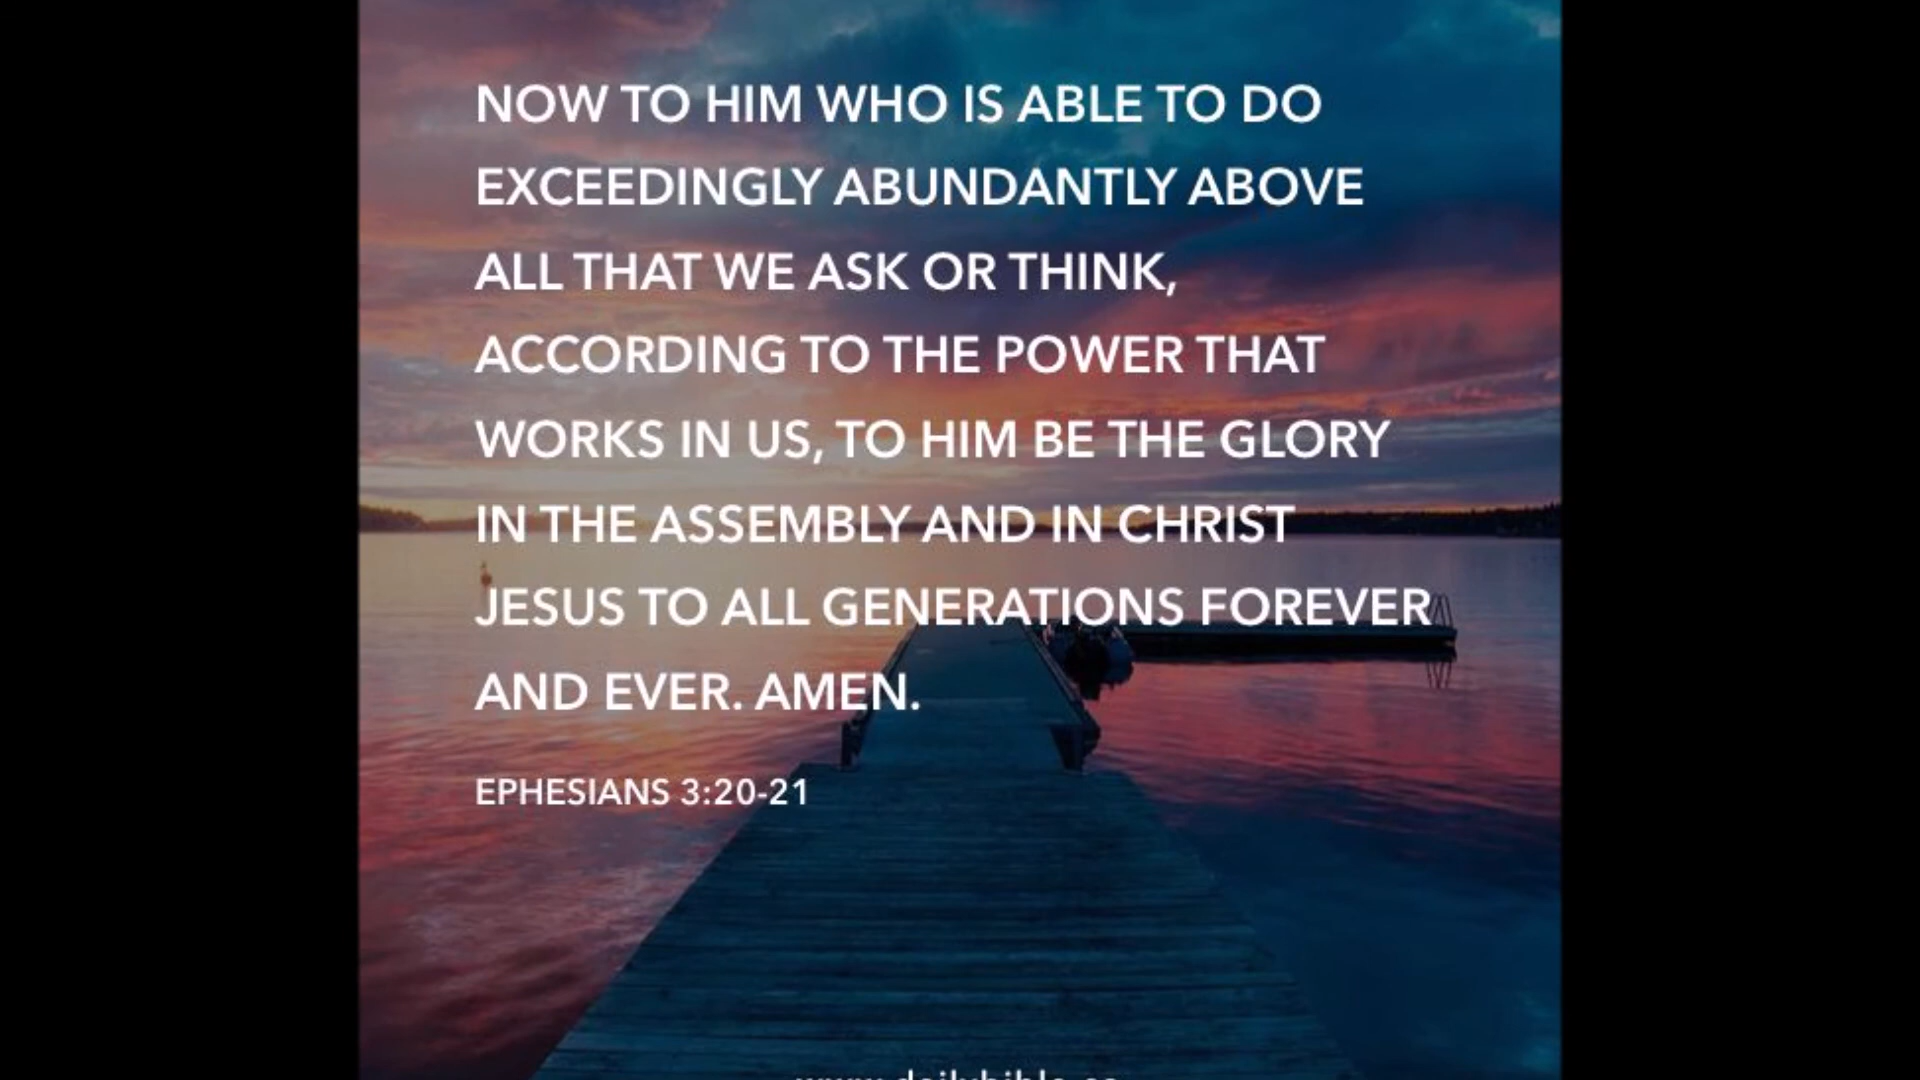 NOW TO HIM WHO IS ABLE TO DO
EXCEEDINGLY ABUNDANTLY ABOVE
ALL THAT WE ASK OR THINK,
ACCORDING TO THE POWER THAT
WORKS IN US, TO HIM BE THE GLORY
IN THE ASSEMBLY AND IN CHRIST
JESUS TO ALL GENERATIONS FOREVER
AND EVER. AMEN.
EPHESIANS 3:20-21